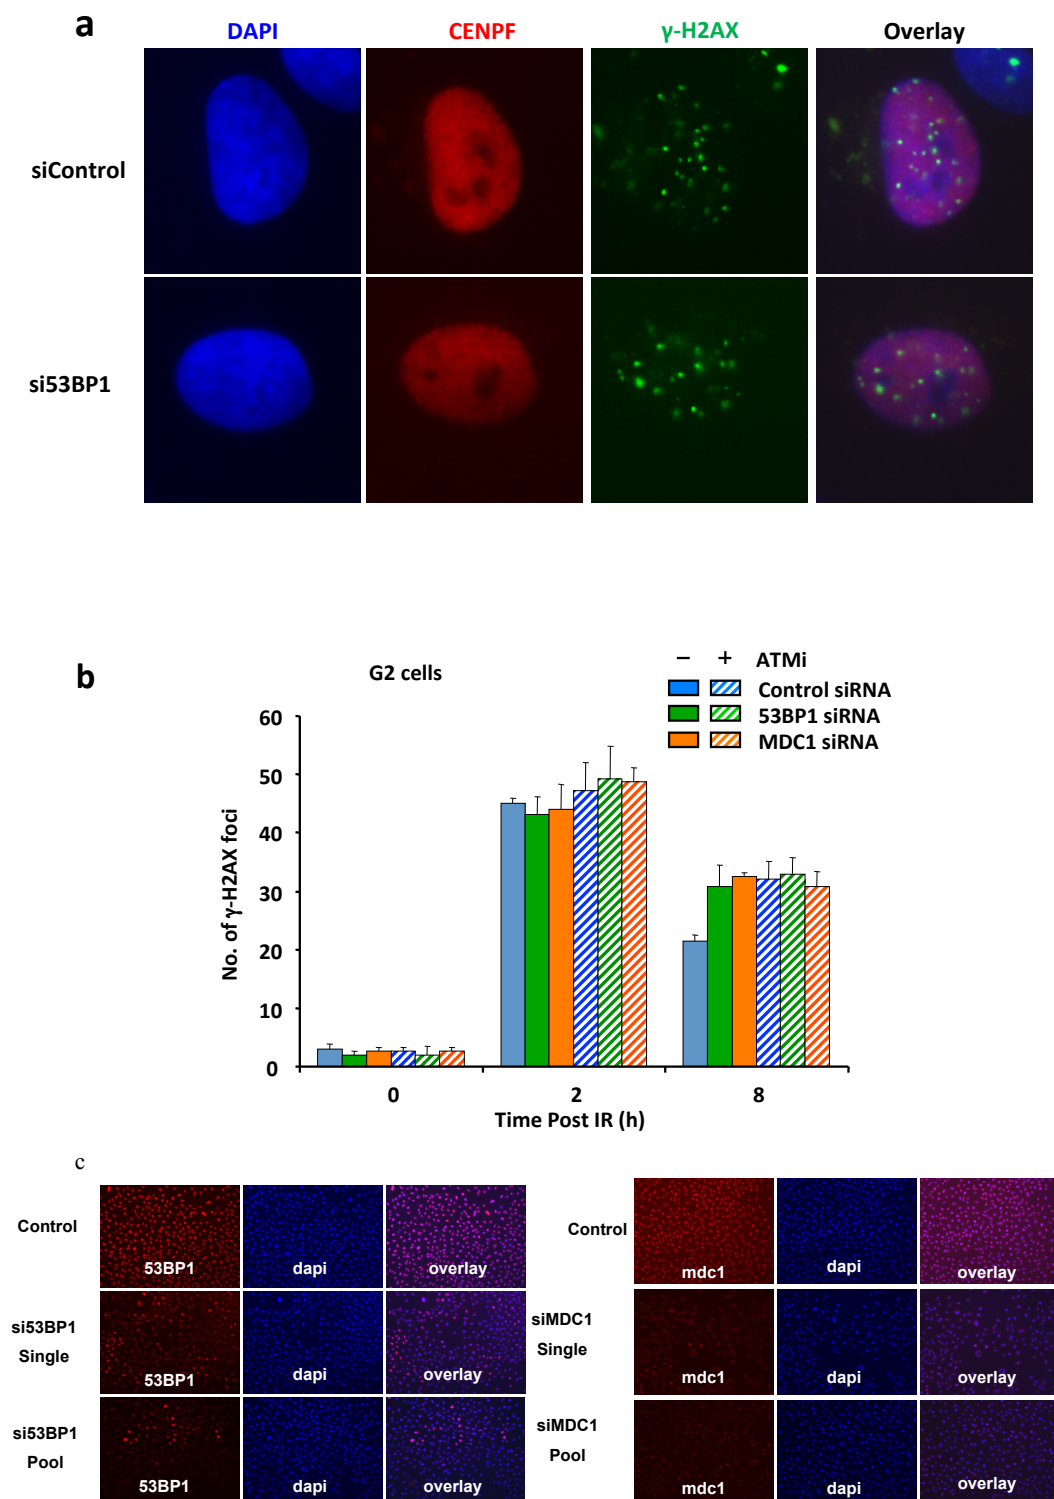 a
DAPI CENPF γ-H2AX Overlay
siControl
si53BP1
b
G2 cells
− + ATMi
Control siRNA
53BP1 siRNA
MDC1 siRNA
No. of γ-H2AX foci
60
50
40
30
20
10
0
0 2 8
Time Post IR (h)
c
Control
53BP1 dapi overlay
si53BP1
Single
53BP1 dapi overlay
si53BP1
Pool
53BP1 dapi overlay
Control
mdc1 dapi overlay
siMDC1
Single
mdc1 dapi overlay
siMDC1
Pool
mdc1 dapi overlay